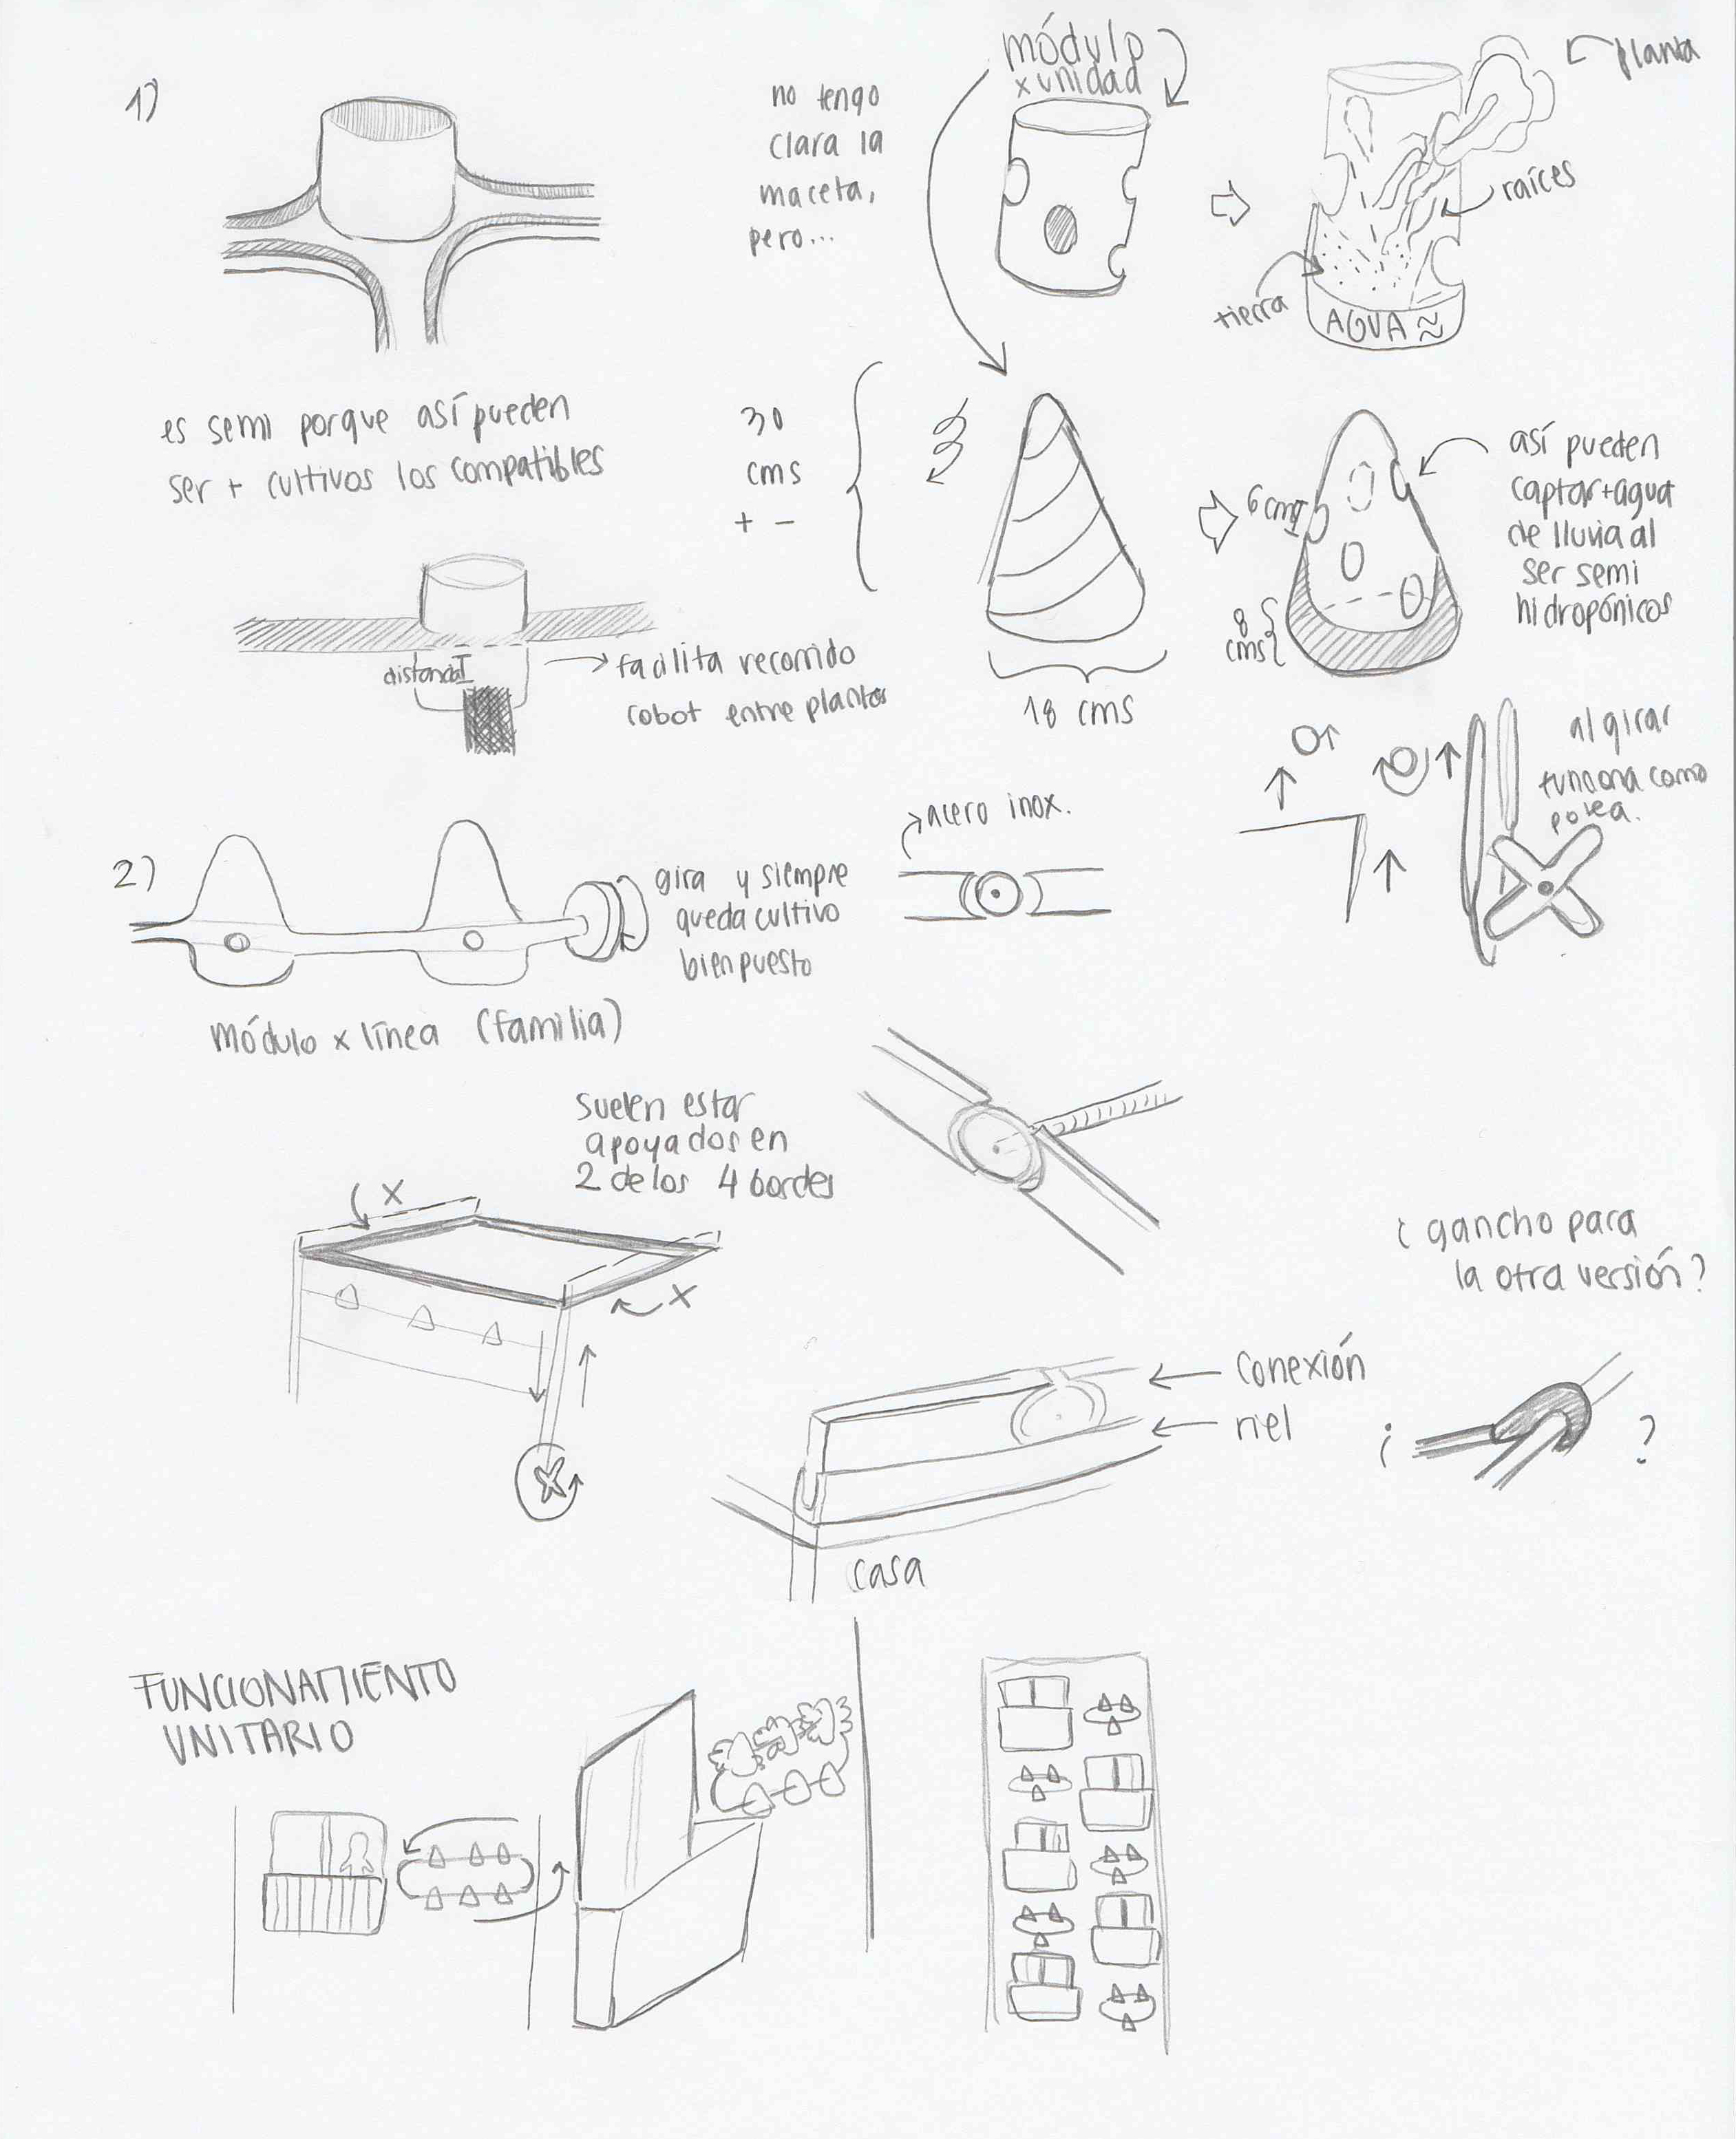 1)
no tengo
clara la
maceta,
pero...
módulo
x unidad
planta
raíces
tierra
AGUA
es semi porque así pueden
ser + cultivos los compatibles
30
cms
+ -
18 cms
6 cms
8
cms
así pueden
captar + agua
de lluvia al
ser semi
hidropónicos
distancia
facilita recorrido
robot entre plantas
2)
gira y siempre
queda cultivo
bien puesto
acero inox.
al girar
funciona como
polea.
módulo x línea (familia)
suelen estar
apoyados en
2 de los 4 bordes
x
x
¿gancho para
la otra versión?
conexión
riel
¿ ?
casa
FUNCIONAMIENTO
UNITARIO